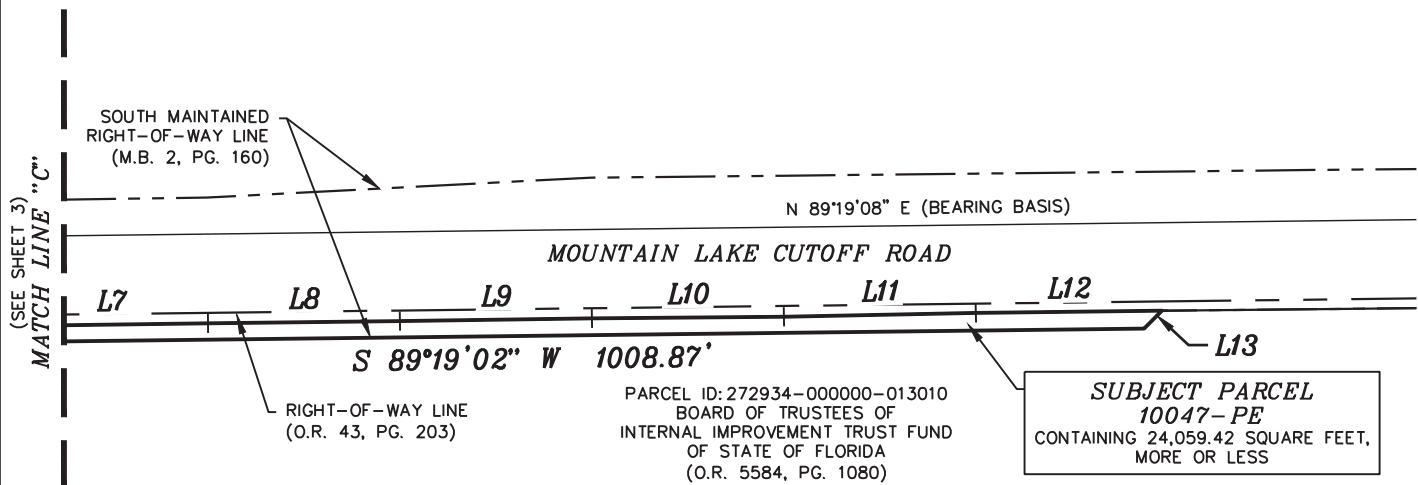 SOUTH MAINTAINED
RIGHT-OF-WAY LINE
(M.B. 2, PG. 160)
(SEE SHEET 3)
MATCH LINE "C"
N 89°19'08" E (BEARING BASIS)
MOUNTAIN LAKE CUTOFF ROAD
L7
L8
L9
L10
L11
L12
L13
S 89°19'02" W 1008.87'
RIGHT-OF-WAY LINE
(O.R. 43, PG. 203)
PARCEL ID: 272934-000000-013010
BOARD OF TRUSTEES OF
INTERNAL IMPROVEMENT TRUST FUND
OF STATE OF FLORIDA
(O.R. 5584, PG. 1080)
SUBJECT PARCEL
10047-PE
CONTAINING 24,059.42 SQUARE FEET,
MORE OR LESS